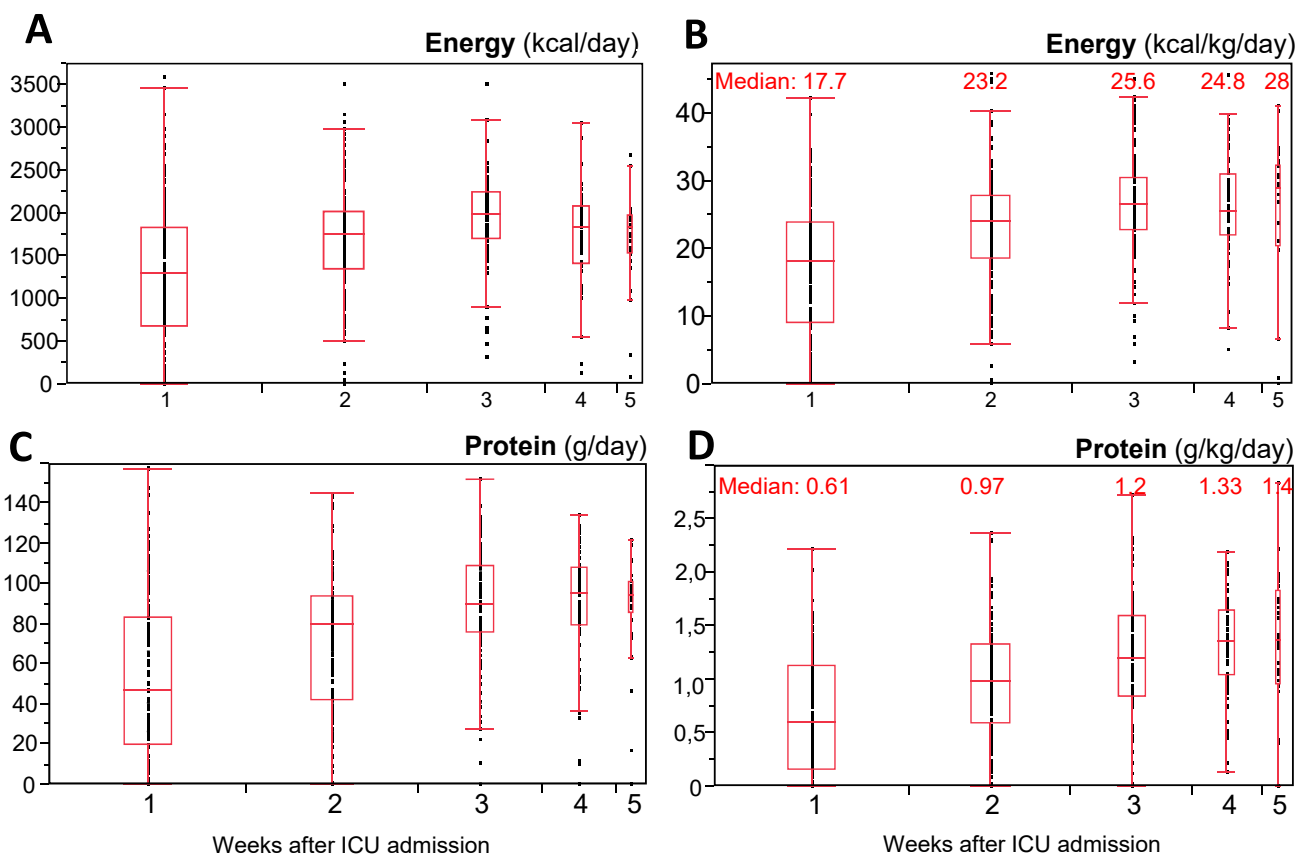 A
Energy (kcal/day)
3500
3000
2500
2000
1500
1000
500
0
1 2 3 4 5
B
Energy (kcal/kg/day)
Median: 17.7 23.2 25.6 24.8 28
40
30
20
10
0
1 2 3 4 5
C
Protein (g/day)
140
120
100
80
60
40
20
0
1 2 3 4 5
Weeks after ICU admission
D
Protein (g/kg/day)
Median: 0.61 0.97 1.2 1.33 1.4
2,5
2,0
1,5
1,0
0,5
0
1 2 3 4 5
Weeks after ICU admission